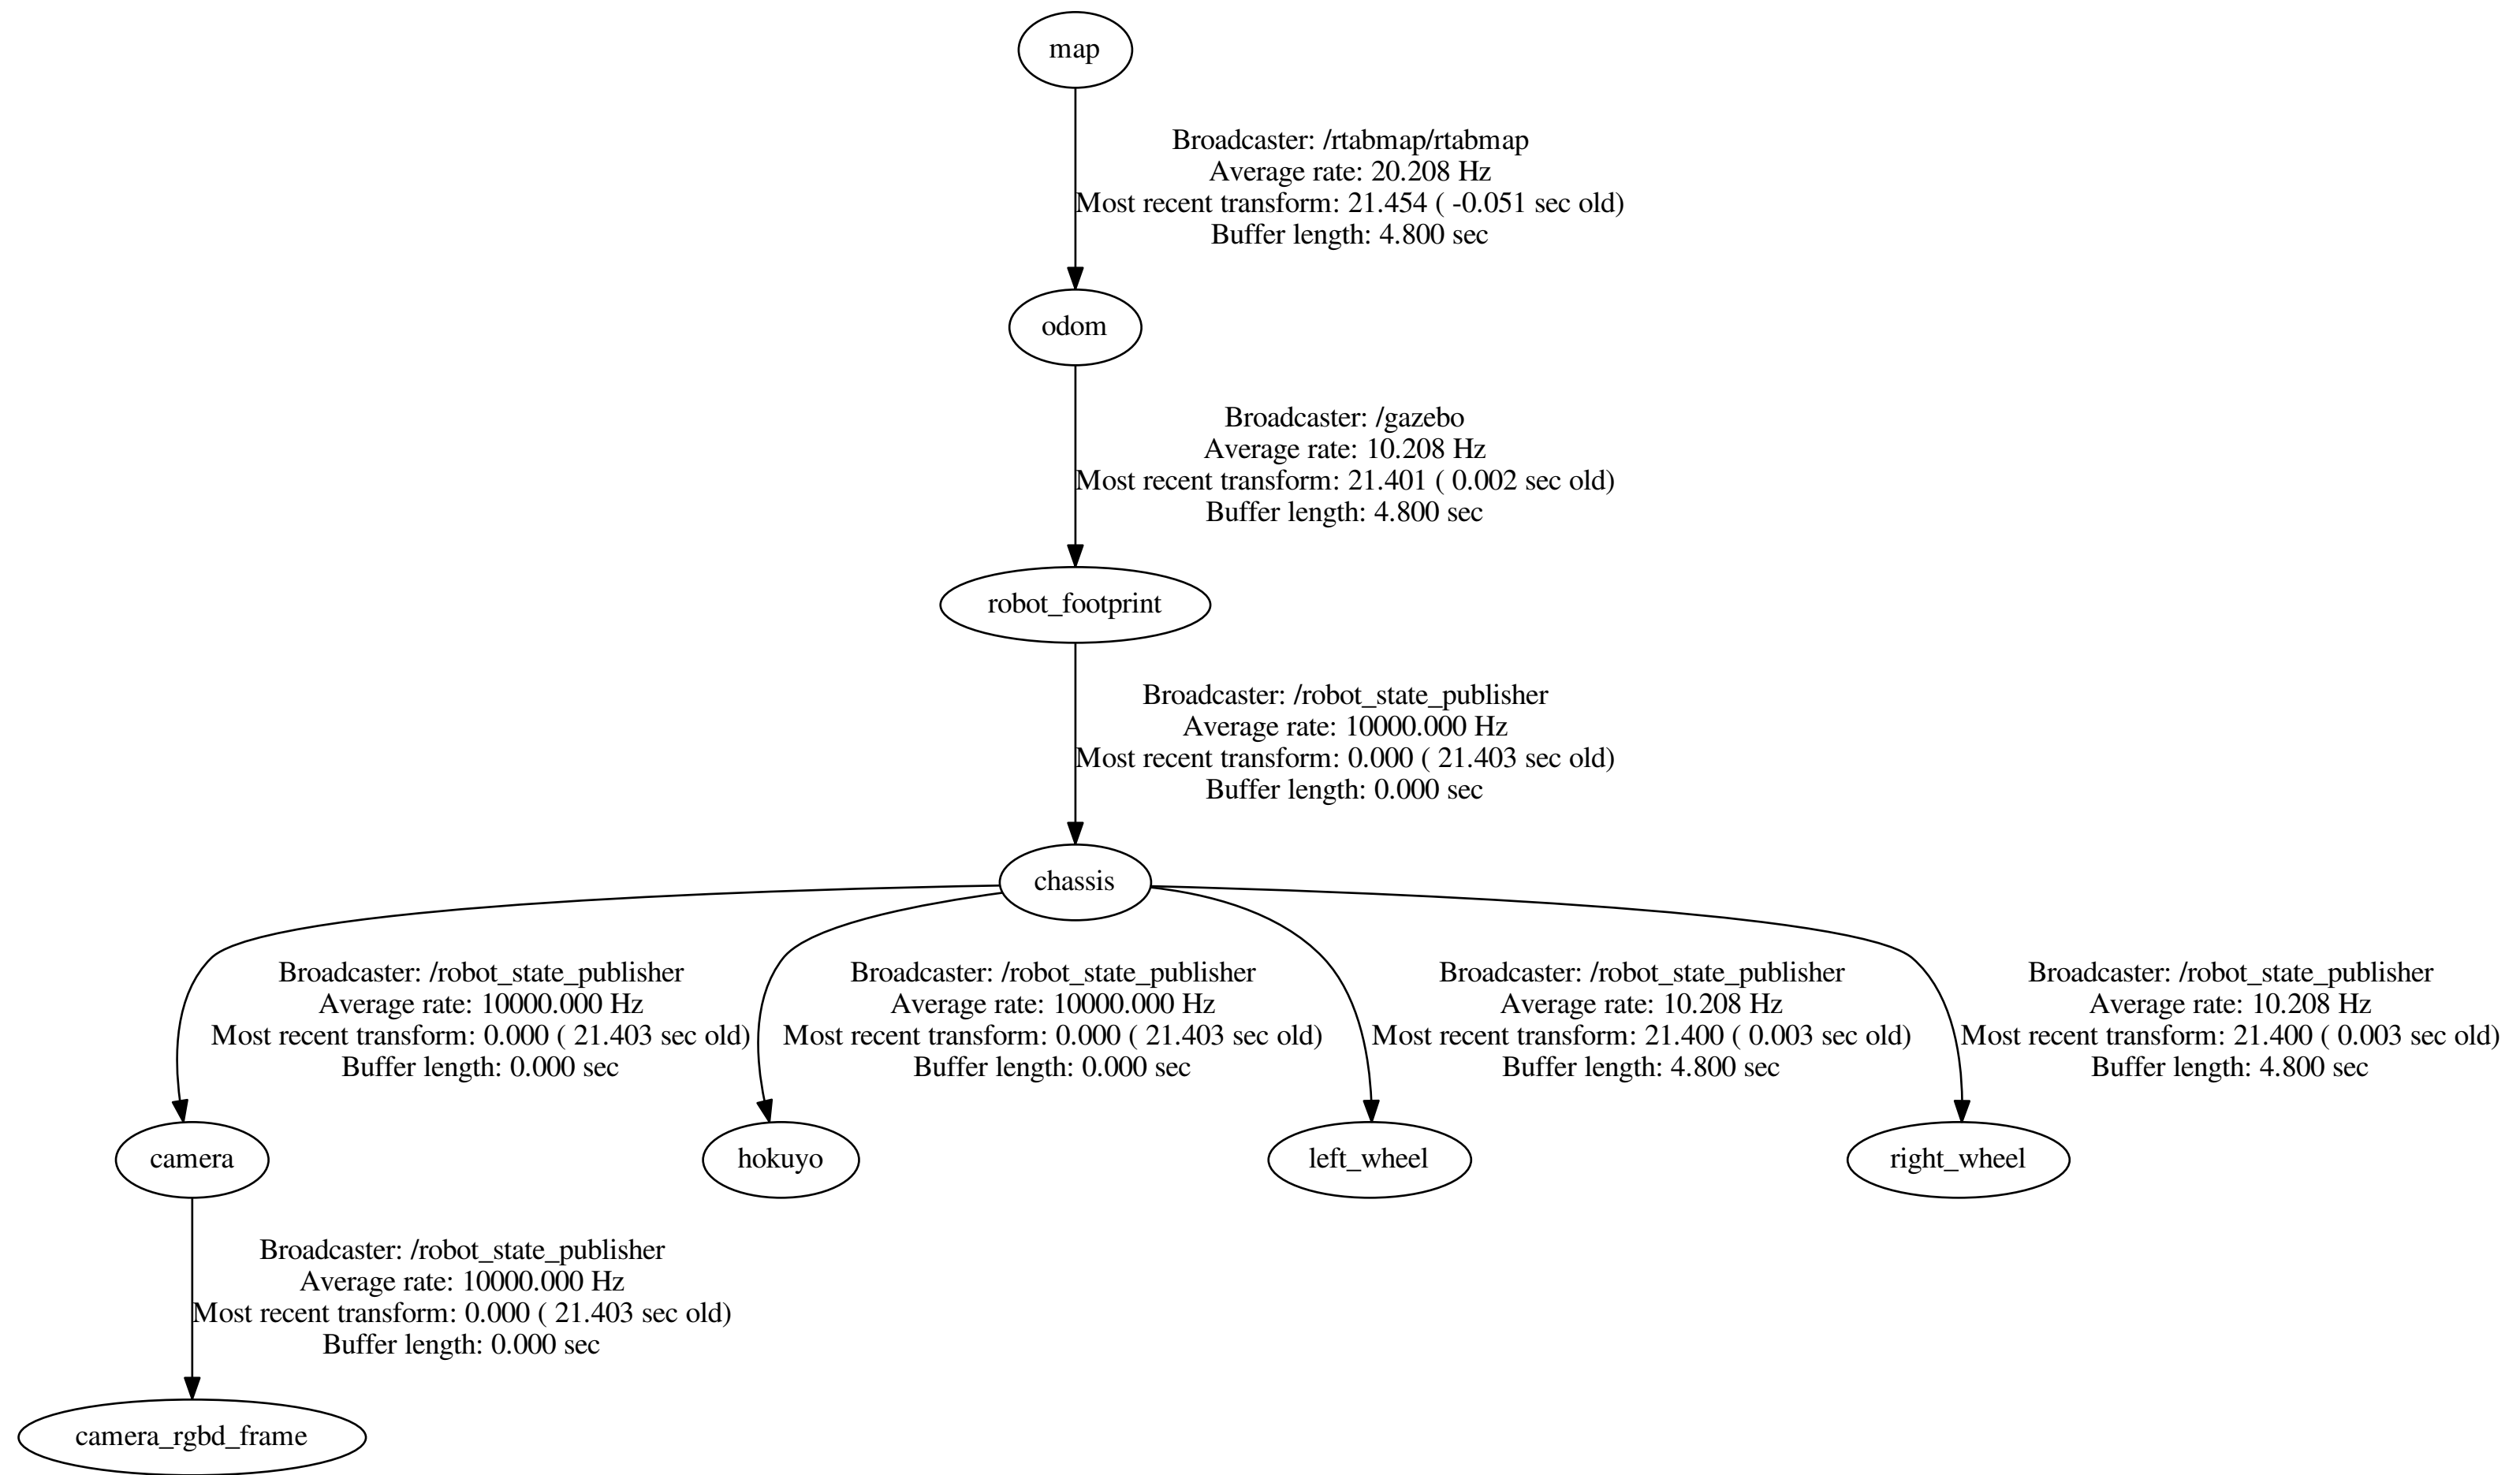 map
Broadcaster: /rtabmap/rtabmap
Average rate: 20.208 Hz
Most recent transform: 21.454 ( -0.051 sec old)
Buffer length: 4.800 sec
odom
Broadcaster: /gazebo
Average rate: 10.208 Hz
Most recent transform: 21.401 ( 0.002 sec old)
Buffer length: 4.800 sec
robot_footprint
Broadcaster: /robot_state_publisher
Average rate: 10000.000 Hz
Most recent transform: 0.000 ( 21.403 sec old)
Buffer length: 0.000 sec
chassis
Broadcaster: /robot_state_publisher
Average rate: 10000.000 Hz
Most recent transform: 0.000 ( 21.403 sec old)
Buffer length: 0.000 sec
Broadcaster: /robot_state_publisher
Average rate: 10000.000 Hz
Most recent transform: 0.000 ( 21.403 sec old)
Buffer length: 0.000 sec
Broadcaster: /robot_state_publisher
Average rate: 10.208 Hz
Most recent transform: 21.400 ( 0.003 sec old)
Buffer length: 4.800 sec
Broadcaster: /robot_state_publisher
Average rate: 10.208 Hz
Most recent transform: 21.400 ( 0.003 sec old)
Buffer length: 4.800 sec
camera
hokuyo
left_wheel
right_wheel
Broadcaster: /robot_state_publisher
Average rate: 10000.000 Hz
Most recent transform: 0.000 ( 21.403 sec old)
Buffer length: 0.000 sec
camera_rgbd_frame